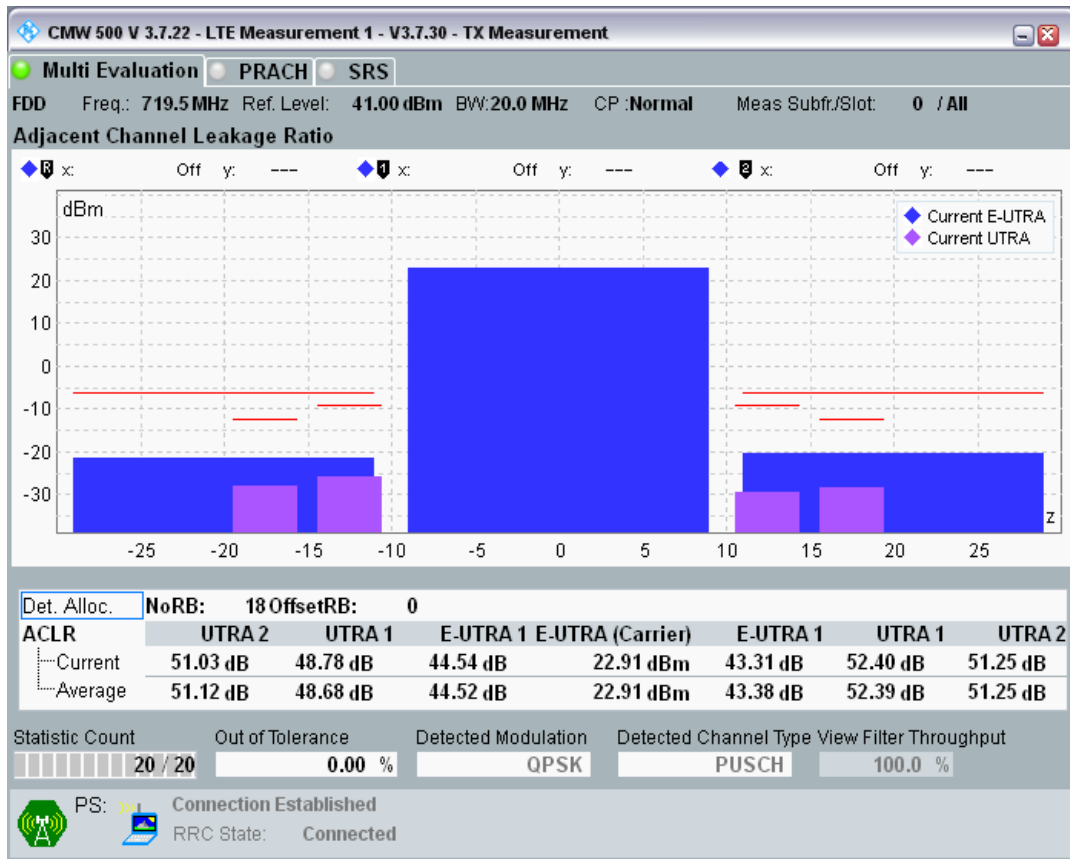 CMW 500 V 3.7.22 - LTE Measurement 1 - V3.7.30 - TX Measurement
Multi Evaluation PRACH SRS
FDD Freq.: 719.5 MHz Ref. Level: 41.00 dBm BW: 20.0 MHz CP : Normal Meas Subfr./Slot: 0 / All
Adjacent Channel Leakage Ratio
R x: Off y: --- 1 x: Off y: --- 2 x: Off y: ---
dBm
Current E-UTRA
Current UTRA
30
20
10
0
-10
-20
-30
z
-25 -20 -15 -10 -5 0 5 10 15 20 25
Det. Alloc. NoRB: 18 OffsetRB: 0
ACLR UTRA 2 UTRA 1 E-UTRA 1 E-UTRA (Carrier) E-UTRA 1 UTRA 1 UTRA 2
Current 51.03 dB 48.78 dB 44.54 dB 22.91 dBm 43.31 dB 52.40 dB 51.25 dB
Average 51.12 dB 48.68 dB 44.52 dB 22.91 dBm 43.38 dB 52.39 dB 51.25 dB
Statistic Count Out of Tolerance Detected Modulation Detected Channel Type View Filter Throughput
20 / 20 0.00 % QPSK PUSCH 100.0 %
PS: Connection Established
RRC State: Connected